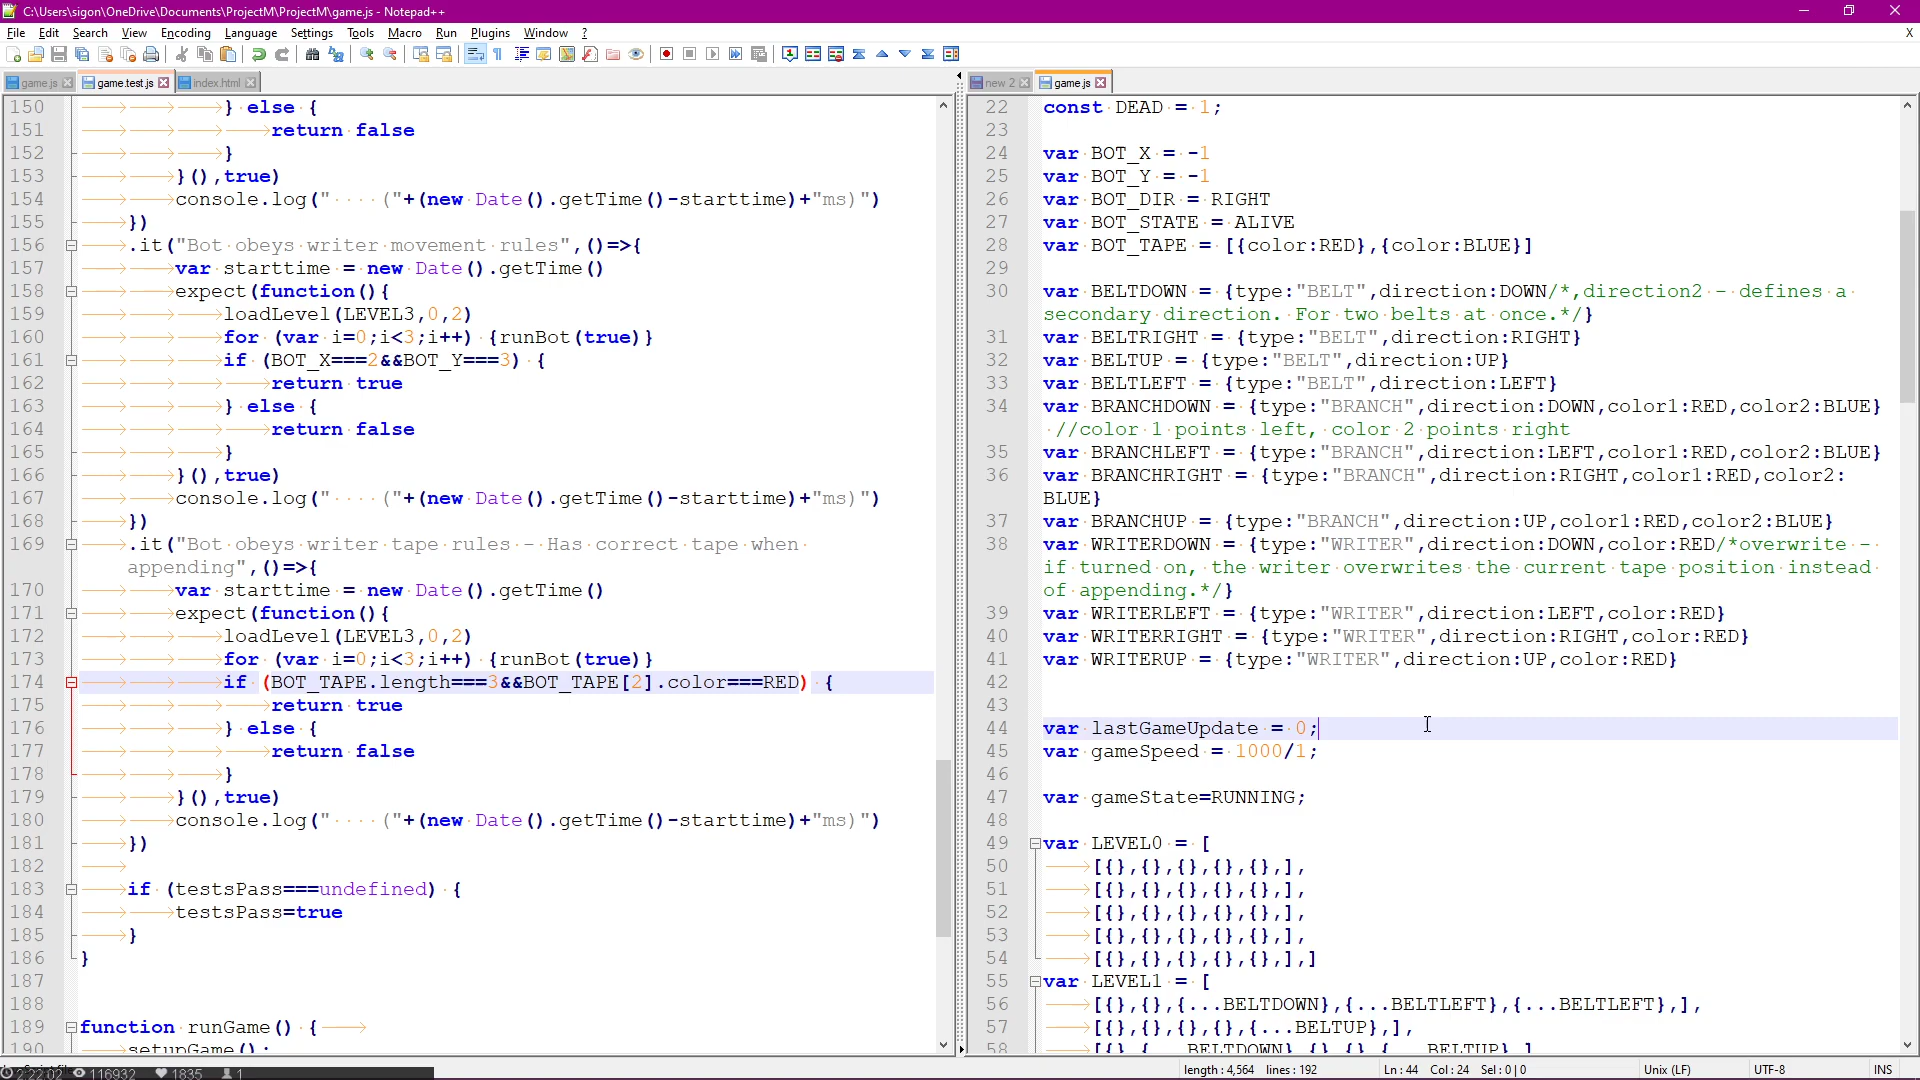 C:\Users\sigon\OneDrive\Documents\ProjectM\ProjectM\game.js - Notepad++
File Edit Search View Encoding Language Settings Tools Macro Run Plugins Window ? X
game.js game.test.js index.html
150 } else {
151 return false
152 }
153 }(),true)
154 console.log("    ("+(new Date().getTime()-starttime)+"ms)")
155 })
156 .it("Bot obeys writer movement rules",()=>{
157 var starttime = new Date().getTime()
158 expect(function(){
159 loadLevel(LEVEL3,0,2)
160 for (var i=0;i<3;i++) {runBot(true)}
161 if (BOT_X===2&&BOT_Y===3) {
162 return true
163 } else {
164 return false
165 }
166 }(),true)
167 console.log("    ("+(new Date().getTime()-starttime)+"ms)")
168 })
169 .it("Bot obeys writer tape rules - Has correct tape when
appending",()=>{
170 var starttime = new Date().getTime()
171 expect(function(){
172 loadLevel(LEVEL3,0,2)
173 for (var i=0;i<3;i++) {runBot(true)}
174 if (BOT_TAPE.length===3&&BOT_TAPE[2].color===RED) {
175 return true
176 } else {
177 return false
178 }
179 }(),true)
180 console.log("    ("+(new Date().getTime()-starttime)+"ms)")
181 })
182
183 if (testsPass===undefined) {
184 testsPass=true
185 }
186 }
187
188
189 function runGame() {
190 setupGame();
new 2 game.js
22 const DEAD = 1;
23
24 var BOT_X = -1
25 var BOT_Y = -1
26 var BOT_DIR = RIGHT
27 var BOT_STATE = ALIVE
28 var BOT_TAPE = [{color:RED},{color:BLUE}]
29
30 var BELTDOWN = {type:"BELT",direction:DOWN/*,direction2 - defines a
secondary direction. For two belts at once.*/}
31 var BELTRIGHT = {type:"BELT",direction:RIGHT}
32 var BELTUP = {type:"BELT",direction:UP}
33 var BELTLEFT = {type:"BELT",direction:LEFT}
34 var BRANCHDOWN = {type:"BRANCH",direction:DOWN,color1:RED,color2:BLUE}
//color 1 points left, color 2 points right
35 var BRANCHLEFT = {type:"BRANCH",direction:LEFT,color1:RED,color2:BLUE}
36 var BRANCHRIGHT = {type:"BRANCH",direction:RIGHT,color1:RED,color2:
BLUE}
37 var BRANCHUP = {type:"BRANCH",direction:UP,color1:RED,color2:BLUE}
38 var WRITERDOWN = {type:"WRITER",direction:DOWN,color:RED/*overwrite -
if turned on, the writer overwrites the current tape position instead
of appending.*/}
39 var WRITERLEFT = {type:"WRITER",direction:LEFT,color:RED}
40 var WRITERRIGHT = {type:"WRITER",direction:RIGHT,color:RED}
41 var WRITERUP = {type:"WRITER",direction:UP,color:RED}
42
43
44 var lastGameUpdate = 0;
45 var gameSpeed = 1000/1;
46
47 var gameState=RUNNING;
48
49 var LEVEL0 = [
50 [{},{},{},{},{},],
51 [{},{},{},{},{},],
52 [{},{},{},{},{},],
53 [{},{},{},{},{},],
54 [{},{},{},{},{},],]
55 var LEVEL1 = [
56 [{},{},{...BELTDOWN},{...BELTLEFT},{...BELTLEFT},],
57 [{},{},{},{},{...BELTUP},],
58 [{},{...BELTDOWN},{},{},{...BELTUP},],
2:22:02 116932 1835 1
length : 4,564 lines : 192 Ln : 44 Col : 24 Sel : 0 | 0 Unix (LF) UTF-8 INS